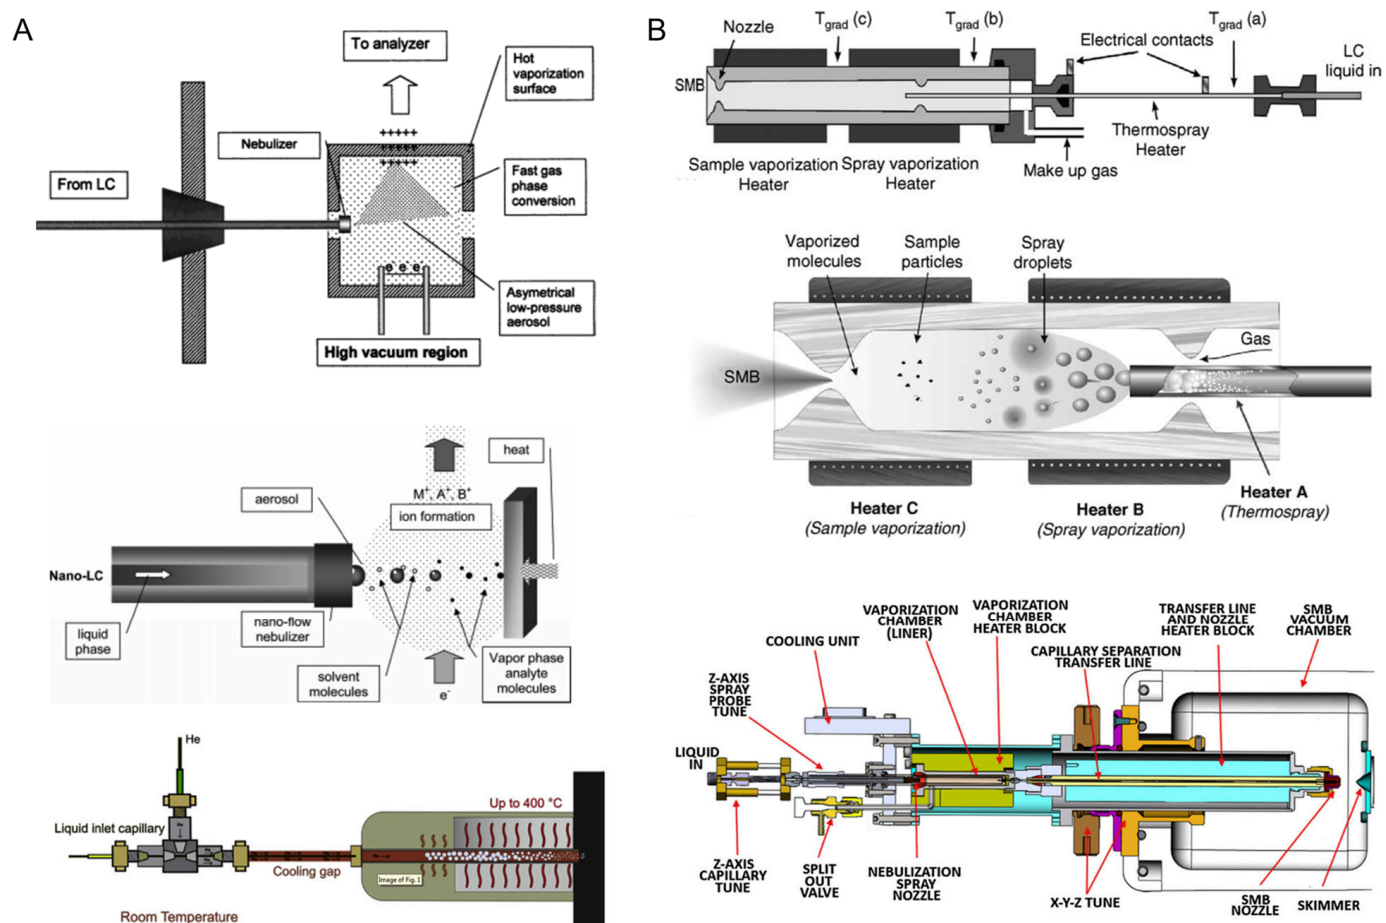 A
To analyzer
Hot
vaporization
surface
+++++
+++++
+++++
Nebulizer
From LC
Fast gas
phase
conversion
e⁻ e⁻ e⁻
Asymetrical
low-pressure
aerosol
High vacuum region
heat
aerosol
M⁺, A⁺, B⁺
ion formation
Nano-LC
liquid
phase
nano-flow
nebulizer
solvent
molecules
e⁻
Vapor phase
analyte
molecules
He
Up to 400 °C
Liquid inlet capillary
Cooling gap
Image of Fig. 1
Room Temperature
B
Nozzle
Tgrad (c)
Tgrad (b)
Tgrad (a)
Electrical contacts
LC
liquid in
SMB
Thermospray
Heater
Sample vaporization
Heater
Spray vaporization
Heater
Make up gas
Vaporized
molecules
Sample
particles
Spray
droplets
Gas
SMB
Heater C
(Sample vaporization)
Heater B
(Spray vaporization)
Heater A
(Thermospray)
COOLING UNIT
VAPORIZATION
CHAMBER
(LINER)
VAPORIZATION
CHAMBER
HEATER BLOCK
TRANSFER LINE
AND NOZZLE
HEATER BLOCK
SMB
VACUUM
CHAMBER
CAPILLARY SEPARATION
TRANSFER LINE
Z-AXIS
SPRAY
PROBE
TUNE
LIQUID
IN
Z-AXIS
CAPILLARY
TUNE
SPLIT
OUT
VALVE
NEBULIZATION
SPRAY
NOZZLE
X-Y-Z TUNE
SMB
NOZZLE
SKIMMER